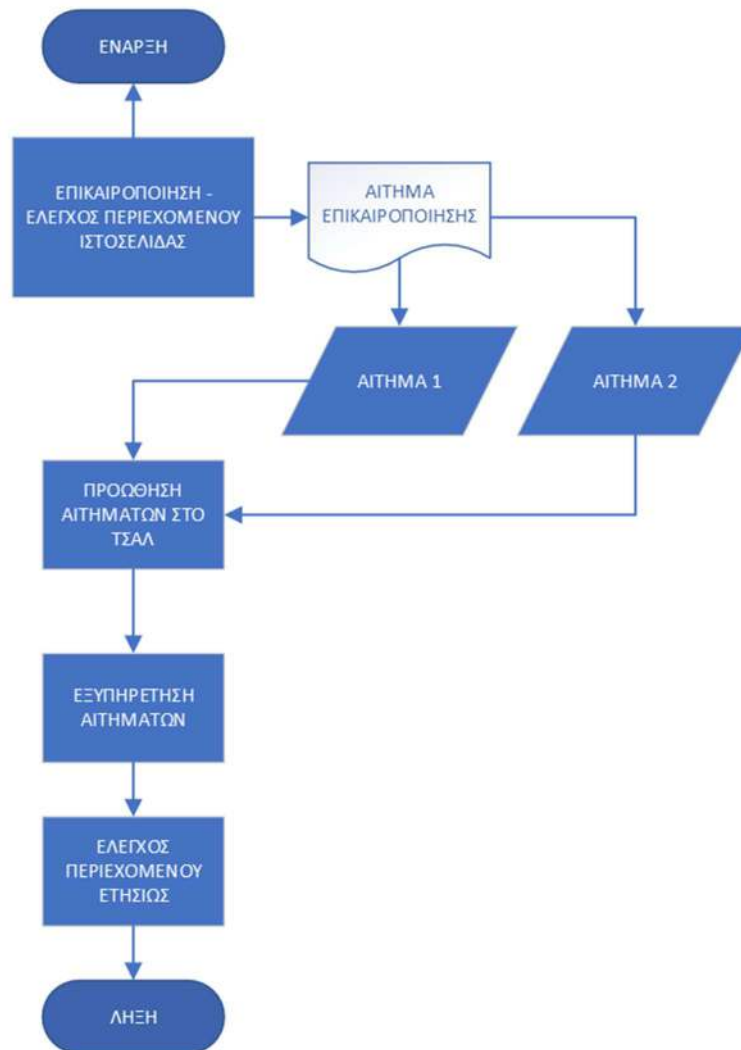 ΕΝΑΡΞΗ
ΕΠΙΚΑΙΡΟΠΟΙΗΣΗ -
ΕΛΕΓΧΟΣ ΠΕΡΙΕΧΟΜΕΝΟΥ
ΙΣΤΟΣΕΛΙΔΑΣ
ΑΙΤΗΜΑ
ΕΠΙΚΑΙΡΟΠΟΙΗΣΗΣ
ΑΙΤΗΜΑ 1
ΑΙΤΗΜΑ 2
ΠΡΟΩΘΗΣΗ
ΑΙΤΗΜΑΤΩΝ ΣΤΟ
ΤΣΑΛ
ΕΞΥΠΗΡΕΤΗΣΗ
ΑΙΤΗΜΑΤΩΝ
ΕΛΕΓΧΟΣ
ΠΕΡΙΕΧΟΜΕΝΟΥ
ΕΤΗΣΙΩΣ
ΛΗΞΗ